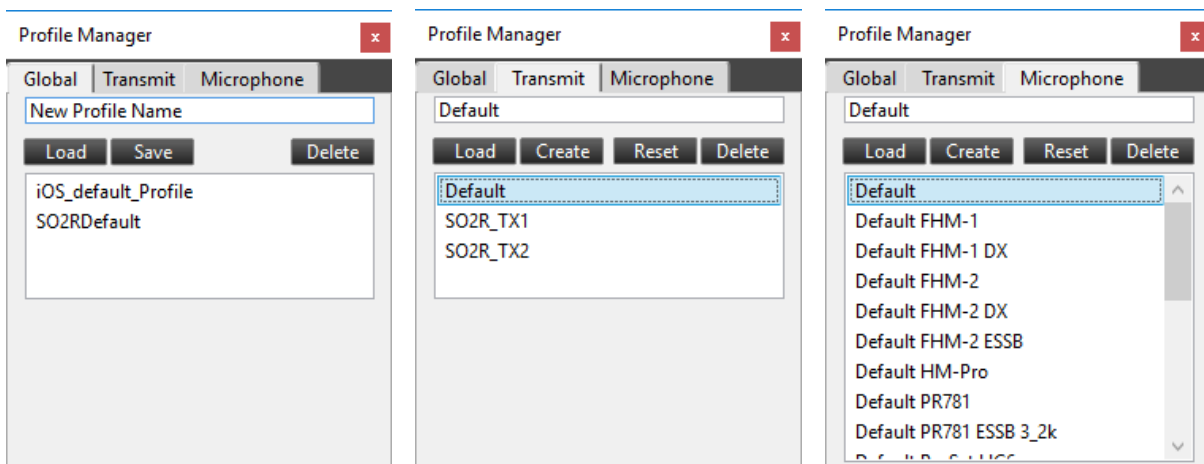 Profile Manager
x
Global Transmit Microphone
New Profile Name
Load Save Delete
iOS_default_Profile
SO2RDefault
Profile Manager
x
Global Transmit Microphone
Default
Load Create Reset Delete
Default
SO2R_TX1
SO2R_TX2
Profile Manager
x
Global Transmit Microphone
Default
Load Create Reset Delete
Default
Default FHM-1
Default FHM-1 DX
Default FHM-2
Default FHM-2 DX
Default FHM-2 ESSB
Default HM-Pro
Default PR781
Default PR781 ESSB 3_2k